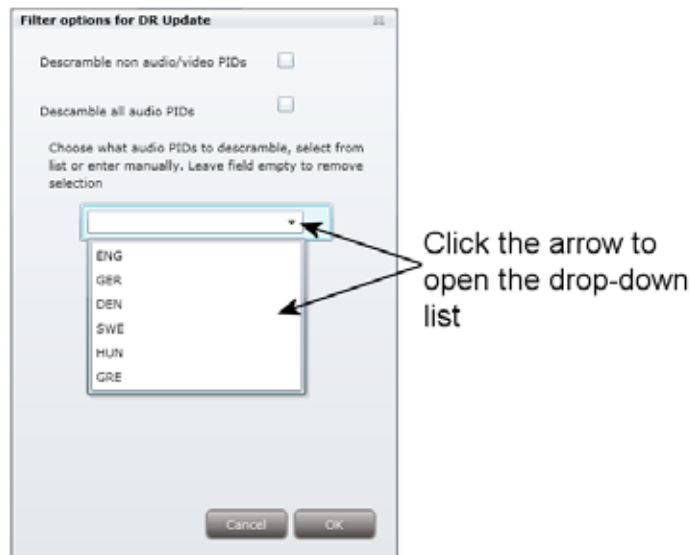 Filter options for DR Update
Descramble non audio/video PIDs
Descamble all audio PIDs
Choose what audio PIDs to descramble, select from
list or enter manually. Leave field empty to remove
selection
ENG
GER
DEN
SWE
HUN
GRE
Click the arrow to
open the drop-down
list
Cancel
OK